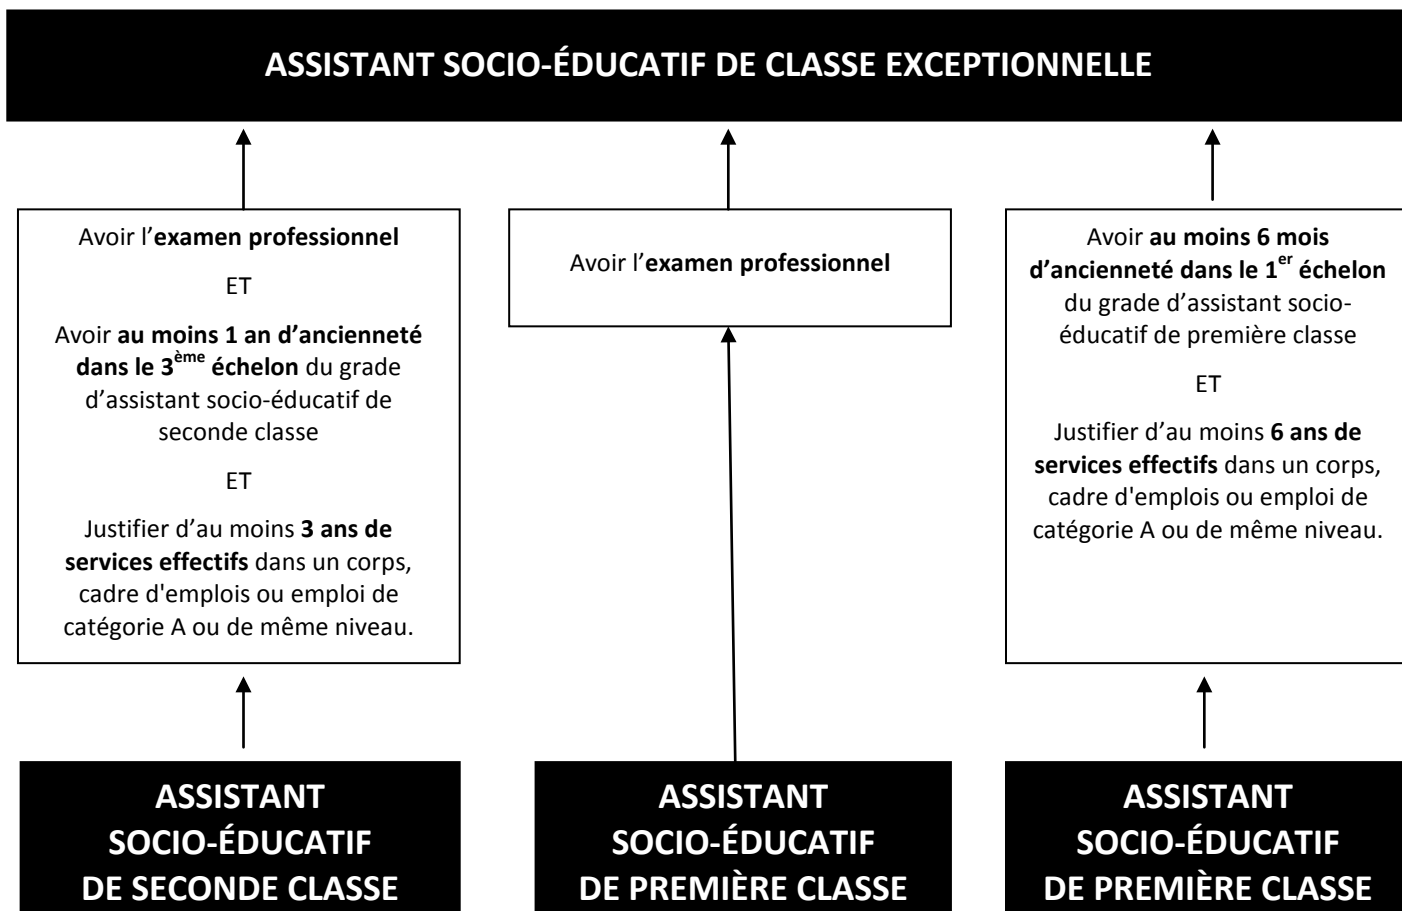 ASSISTANT SOCIO-ÉDUCATIF DE CLASSE EXCEPTIONNELLE
Avoir l’examen professionnel
ET
Avoir au moins 1 an d’ancienneté
dans le 3ème échelon du grade
d’assistant socio-éducatif de
seconde classe
ET
Justifier d’au moins 3 ans de
services effectifs dans un corps,
cadre d'emplois ou emploi de
catégorie A ou de même niveau.
Avoir l’examen professionnel
Avoir au moins 6 mois
d’ancienneté dans le 1er échelon
du grade d’assistant socio-
éducatif de première classe
ET
Justifier d’au moins 6 ans de
services effectifs dans un corps,
cadre d'emplois ou emploi de
catégorie A ou de même niveau.
ASSISTANT
SOCIO-ÉDUCATIF
DE SECONDE CLASSE
ASSISTANT
SOCIO-ÉDUCATIF
DE PREMIÈRE CLASSE
ASSISTANT
SOCIO-ÉDUCATIF
DE PREMIÈRE CLASSE